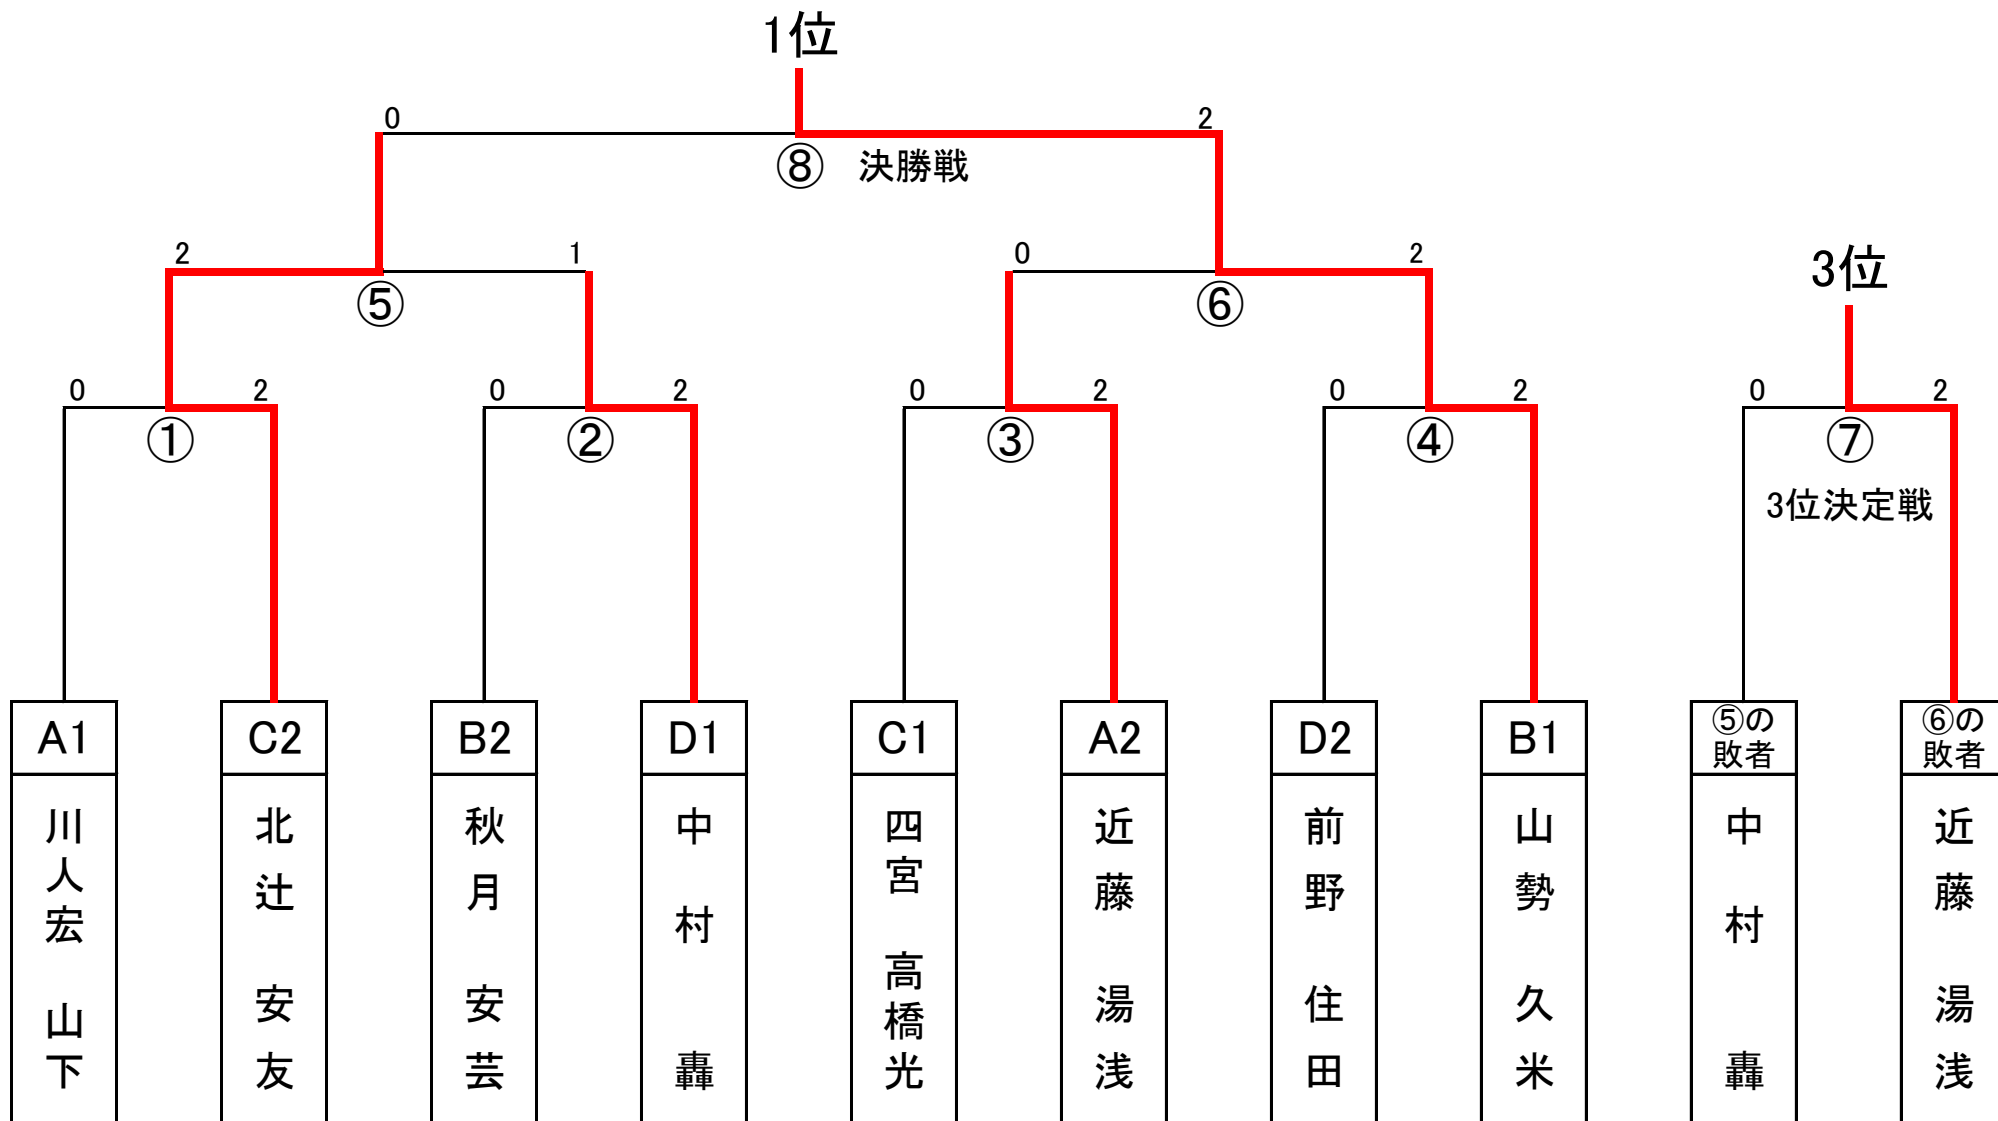 1位
0
2
⑧ 決勝戦
2
1
0
2
3位
⑤
⑥
0
2
0
2
0
2
0
2
0
2
①
②
③
④
⑦
3位決定戦
A1
C2
B2
D1
C1
A2
D2
B1
⑤の
敗者
⑥の
敗者
川人宏 山下
北辻 安友
秋月 安芸
中村 轟
四宮 高橋光
近藤 湯浅
前野 住田
山勢 久米
中村 轟
近藤 湯浅